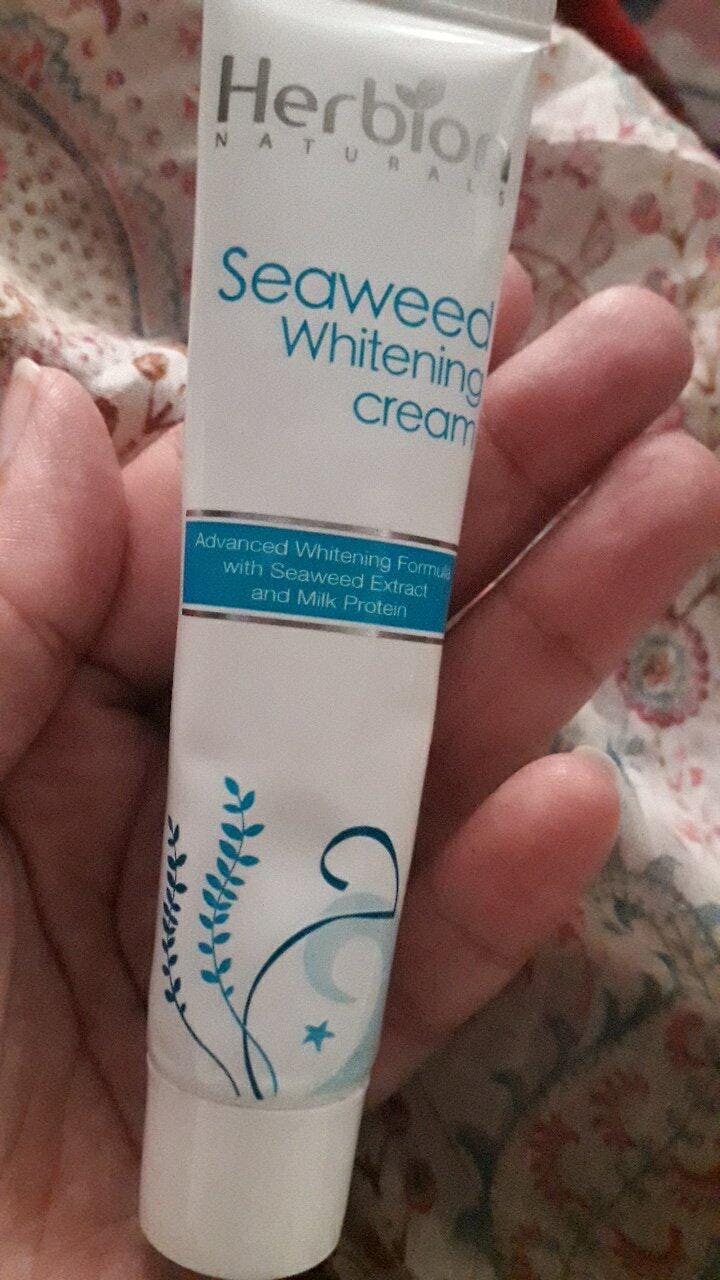 Herbion
NATURALS
Seaweed
Whitening
cream
Advanced Whitening Formula
with Seaweed Extract
and Milk Protein